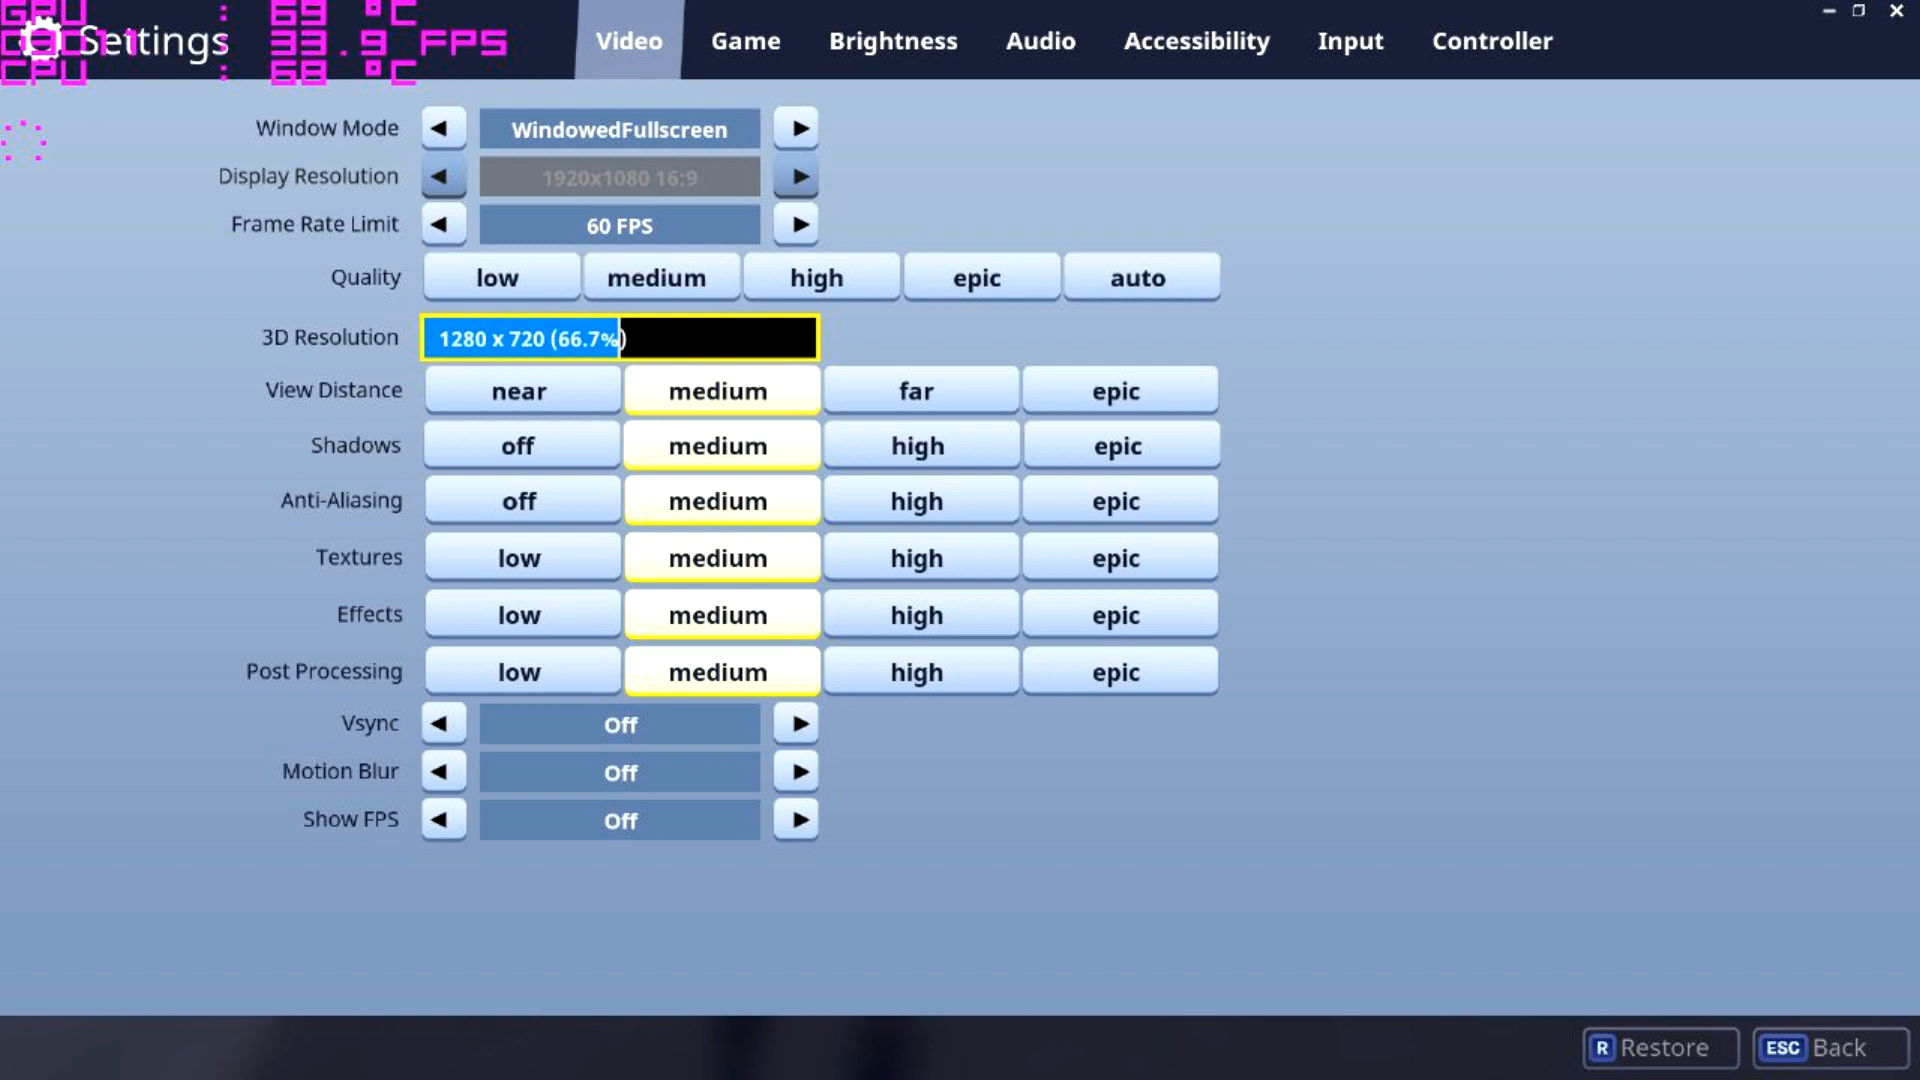 GPU : 69 °C
D3D11 : 33.9 FPS
CPU : 68 °C
Settings
Video Game Brightness Audio Accessibility Input Controller
Window Mode ◀ WindowedFullscreen ▶
Display Resolution ◀ 1920x1080 16:9 ▶
Frame Rate Limit ◀ 60 FPS ▶
Quality low medium high epic auto
3D Resolution 1280 x 720 (66.7%)
View Distance near medium far epic
Shadows off medium high epic
Anti-Aliasing off medium high epic
Textures low medium high epic
Effects low medium high epic
Post Processing low medium high epic
Vsync ◀ Off ▶
Motion Blur ◀ Off ▶
Show FPS ◀ Off ▶
R Restore ESC Back